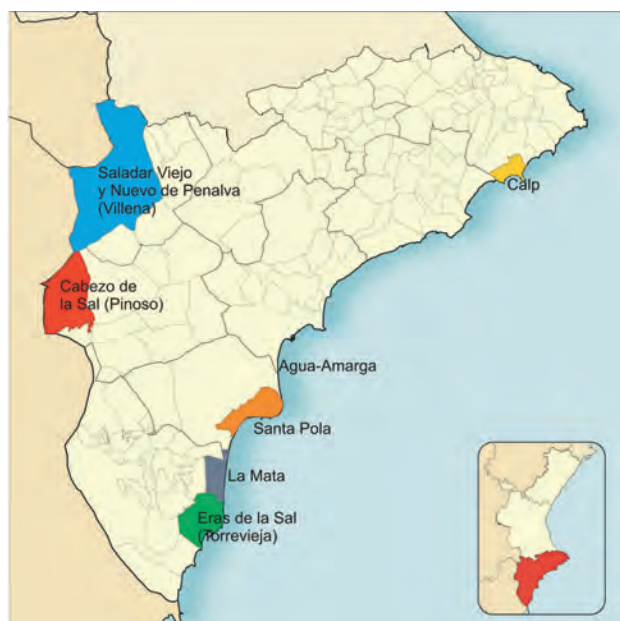 Saladar Viejo
y Nuevo de Penalva
(Villena)
Calp
Cabezo de
la Sal (Pinoso)
Agua-Amarga
Santa Pola
La Mata
Eras de la Sal
(Torrevieja)